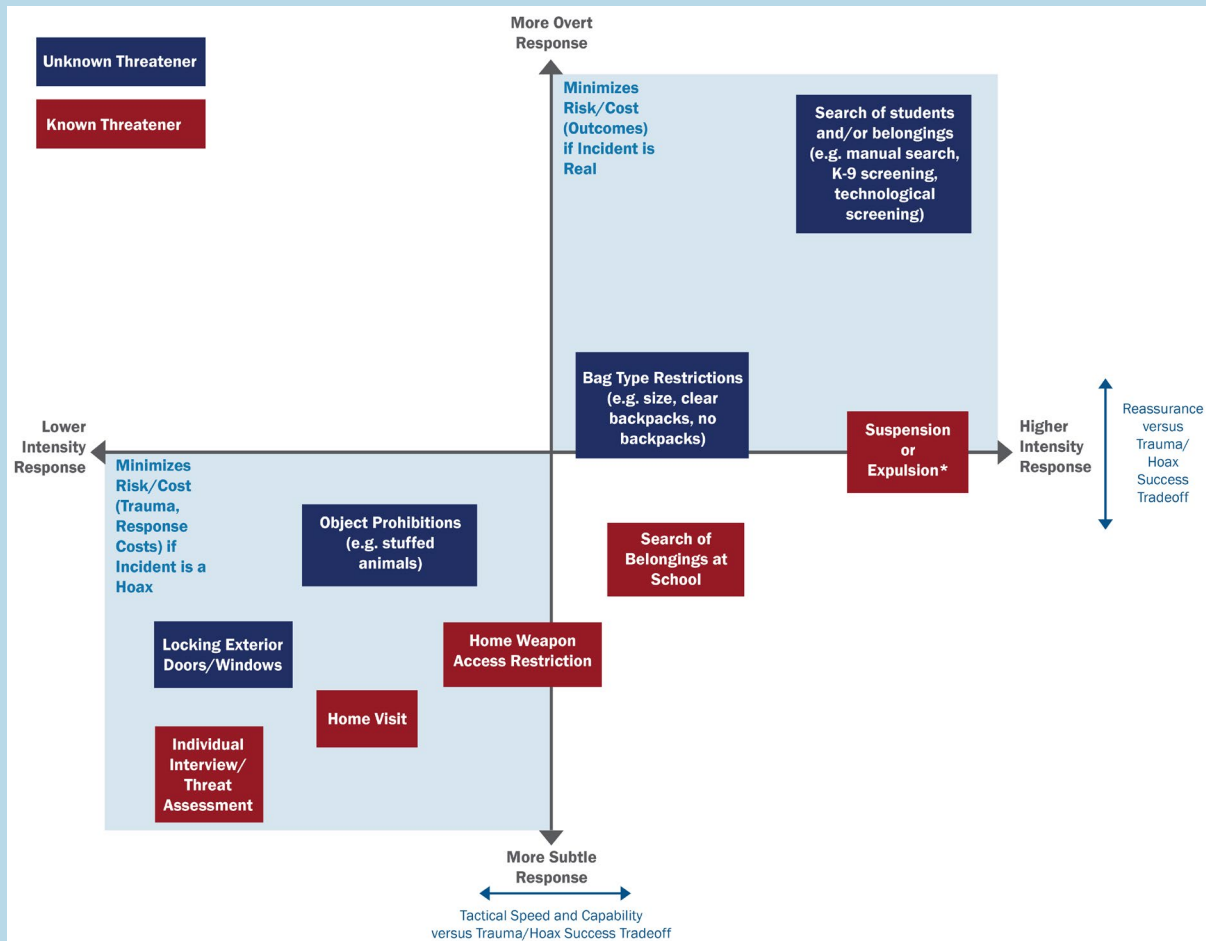 More Overt
Response
Unknown Threatener
Known Threatener
Minimizes
Risk/Cost
(Outcomes)
if Incident is
Real
Search of students
and/or belongings
(e.g. manual search,
K-9 screening,
technological
screening)
Bag Type Restrictions
(e.g. size, clear
backpacks, no
backpacks)
Suspension
or
Expulsion*
Lower
Intensity
Response
Higher
Intensity
Response
Reassurance
versus
Trauma/
Hoax
Success
Tradeoff
Minimizes
Risk/Cost
(Trauma,
Response
Costs) if
Incident is a
Hoax
Object Prohibitions
(e.g. stuffed
animals)
Search of
Belongings at
School
Locking Exterior
Doors/Windows
Home Weapon
Access Restriction
Home Visit
Individual
Interview/
Threat
Assessment
More Subtle
Response
Tactical Speed and Capability
versus Trauma/Hoax Success Tradeoff